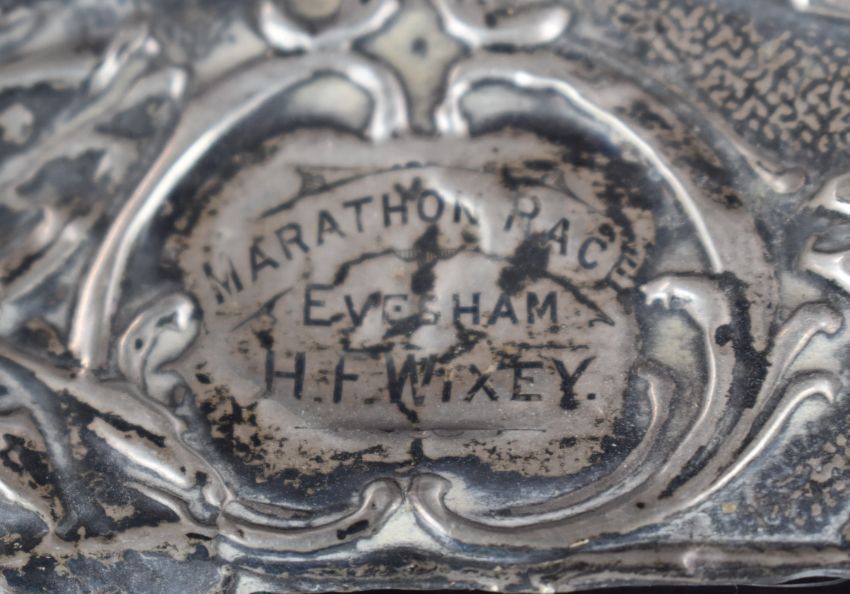 MARATHON RACE
EVESHAM
H.F. WIXEY.